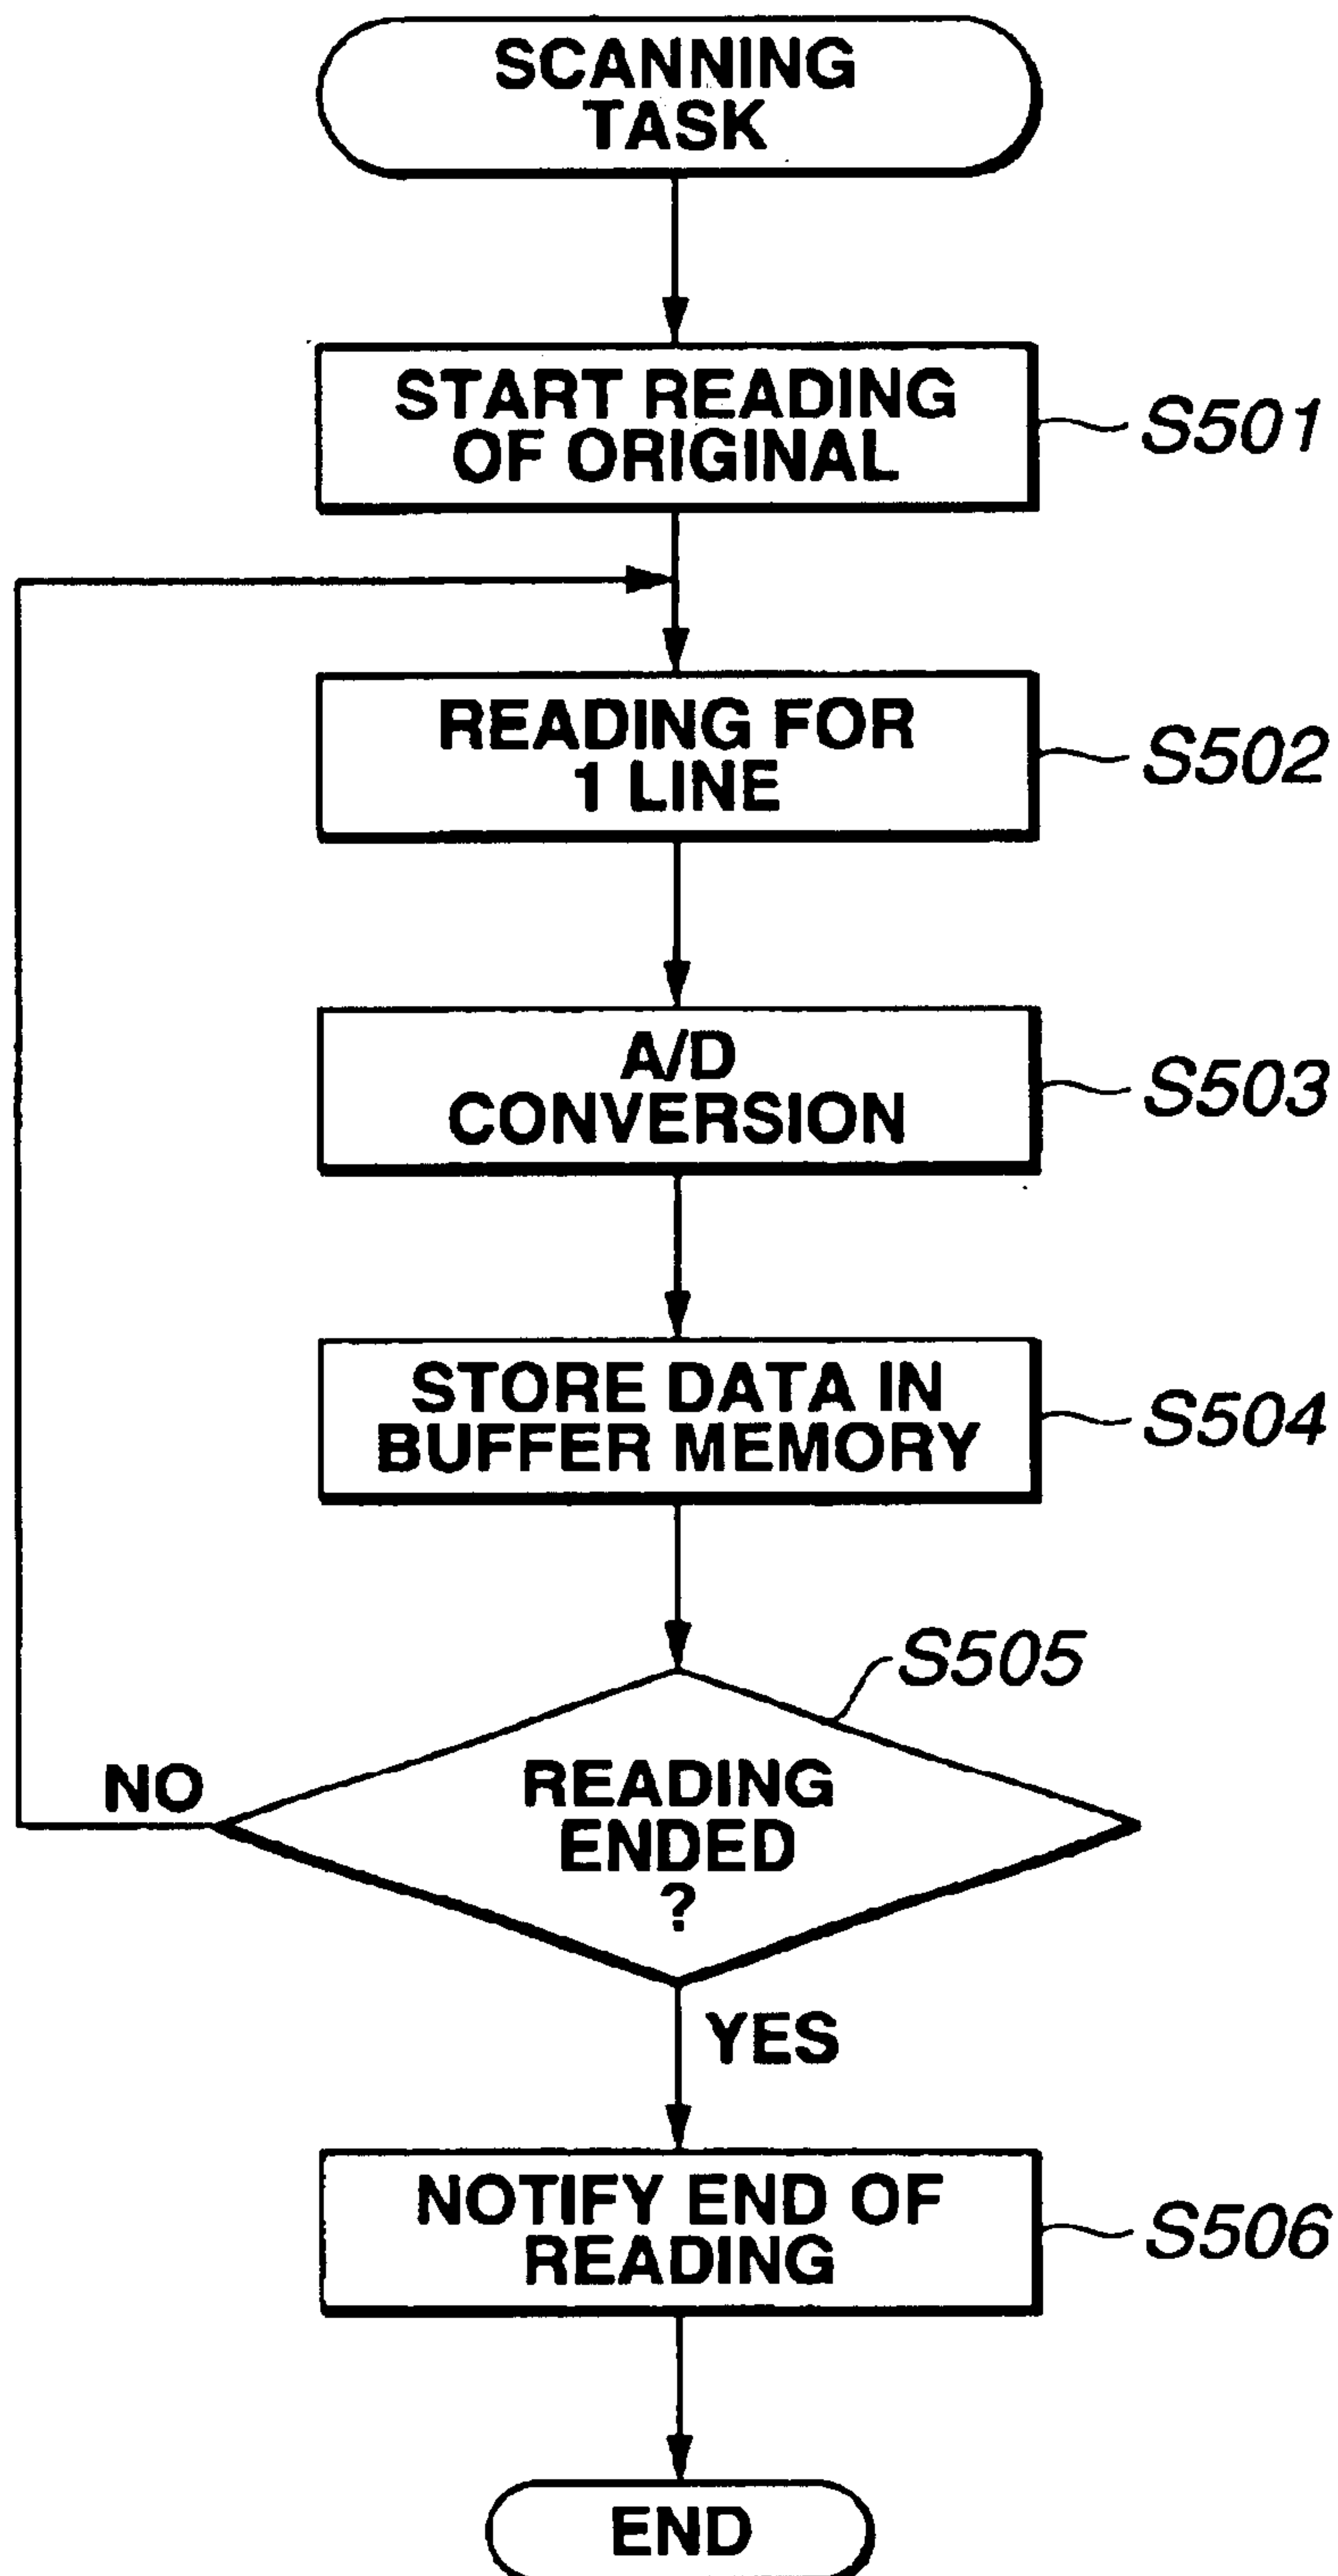 SCANNING
TASK
START READING
OF ORIGINAL
S501
READING FOR
1 LINE
S502
A/D
CONVERSION
S503
STORE DATA IN
BUFFER MEMORY
S504
S505
NO
READING
ENDED
?
YES
NOTIFY END OF
READING
S506
END